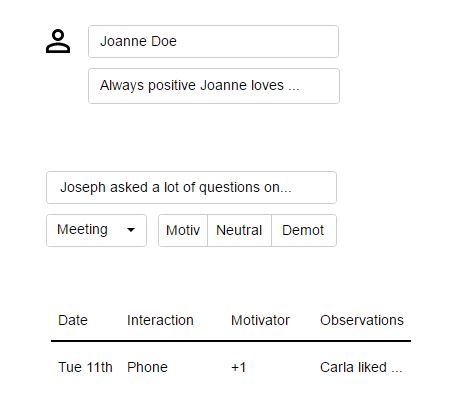 Joanne Doe
Always positive Joanne loves ...
Joseph asked a lot of questions on...
Meeting Motiv Neutral Demot
Date Interaction Motivator Observations
Tue 11th Phone +1 Carla liked ...